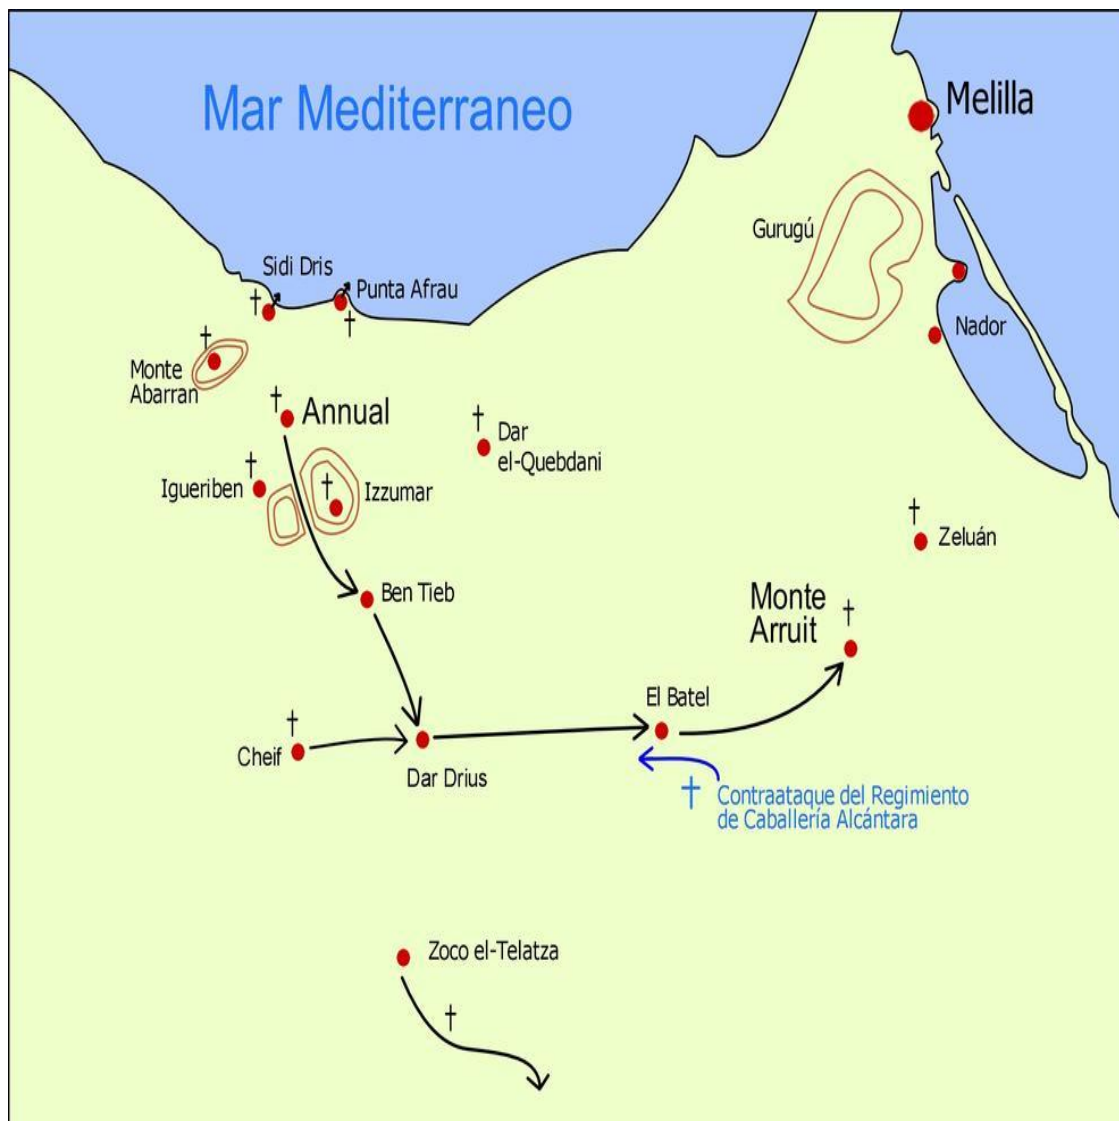 Mar Mediterraneo
Melilla
Gurugú
Sidi Dris
Punta Afrau
Nador
Monte
Abarran
Annual
Dar
el-Quebdani
Igueriben
Izzumar
Zeluán
Ben Tieb
Monte
Arruit
El Batel
Cheif
Dar Drius
Contraataque del Regimiento
de Caballería Alcántara
Zoco el-Telatza